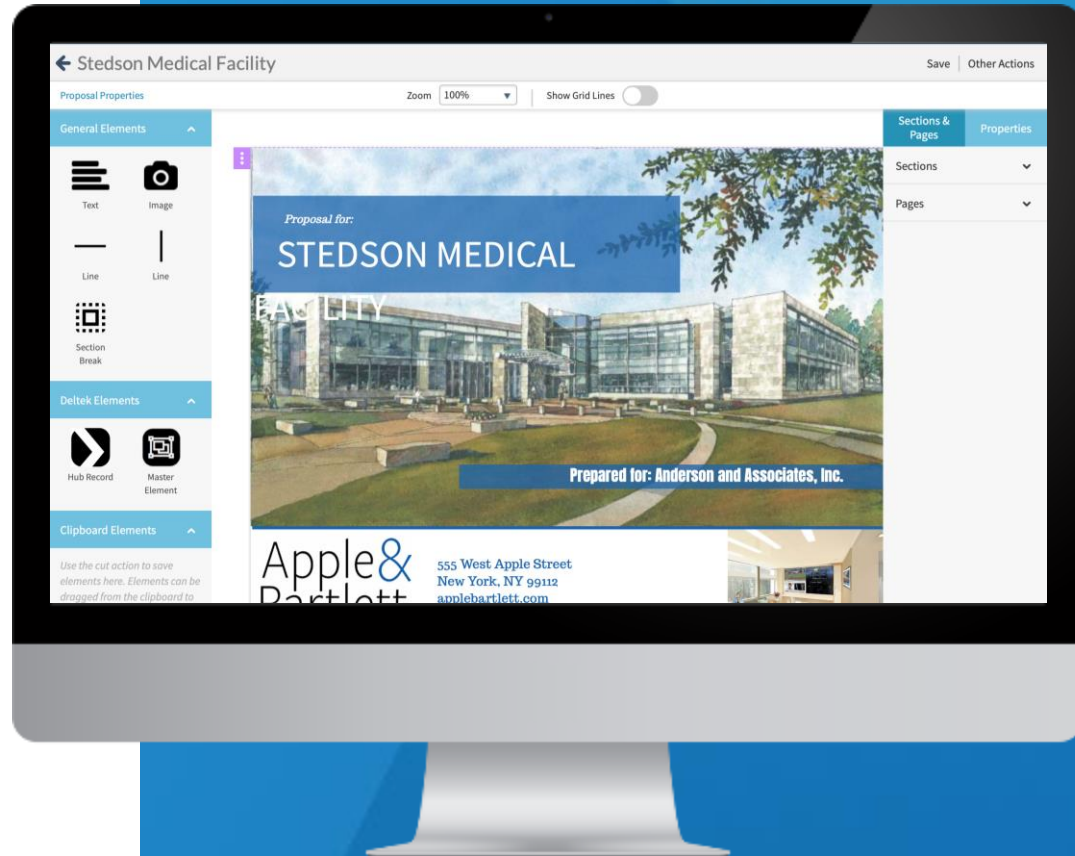 Stedson Medical Facility
Save
Other Actions
Proposal Properties
Zoom
100%
Show Grid Lines
General Elements
Text
Image
Line
Line
Section
Break
Deltek Elements
Hub Record
Master
Element
Clipboard Elements
Use the cut action to save
elements here. Elements can be
dragged from the clipboard to
Proposal for:
STEDSON MEDICAL
FACILITY
Prepared for: Anderson and Associates, Inc.
Apple&
Bartlett
555 West Apple Street
New York, NY 99112
applebartlett.com
Sections &
Pages
Properties
Sections
Pages